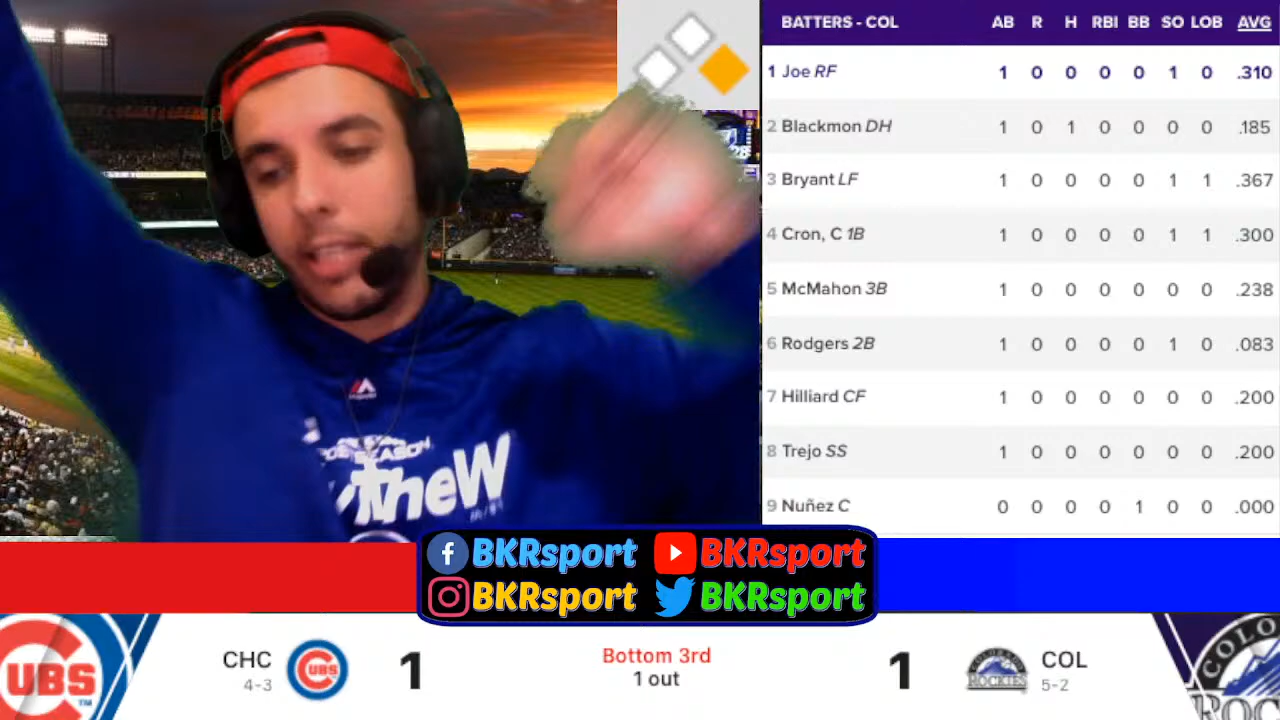 BATTERS - COL AB R H RBI BB SO LOB AVG
1 Joe RF 1 0 0 0 0 1 0 .310
2 Blackmon DH 1 0 1 0 0 0 0 .185
3 Bryant LF 1 0 0 0 0 1 1 .367
4 Cron, C 1B 1 0 0 0 0 1 1 .300
5 McMahon 3B 1 0 0 0 0 0 0 .238
6 Rodgers 2B 1 0 0 0 0 1 0 .083
7 Hilliard CF 1 0 0 0 0 0 0 .200
8 Trejo SS 1 0 0 0 0 0 0 .200
9 Nuñez C 0 0 0 0 1 0 0 .000
TheW
BKRsport BKRsport
BKRsport BKRsport
CHC
4-3
CUBS
1
Bottom 3rd
1 out
1
ROCKIES
COL
5-2
UBS
COLO
ROC